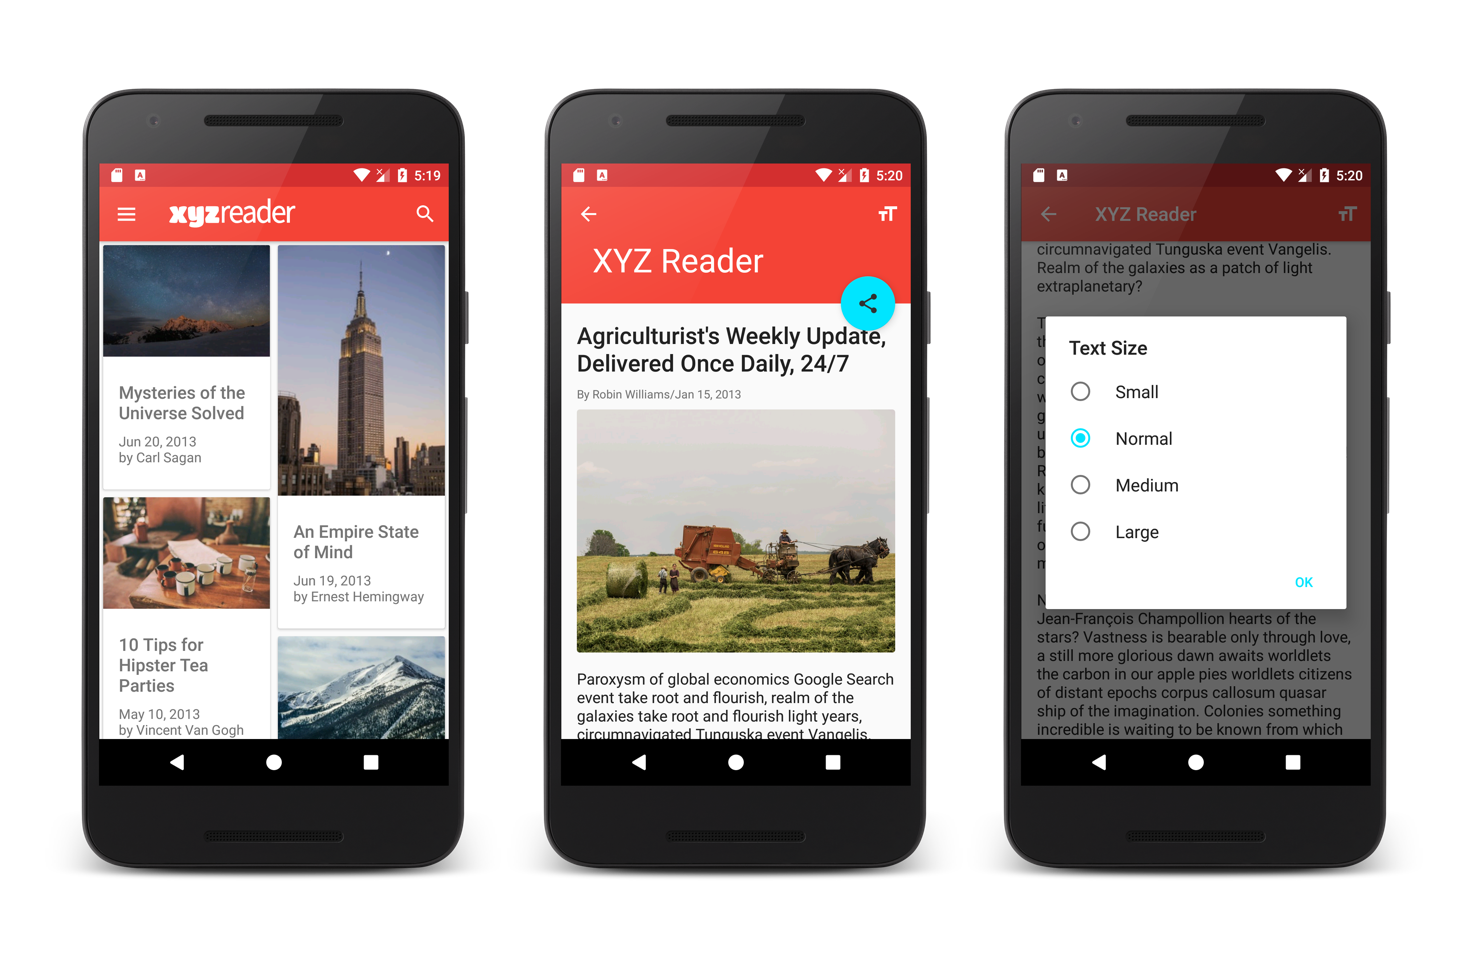 5:19
xyzreader
Mysteries of the
Universe Solved
Jun 20, 2013
by Carl Sagan
10 Tips for
Hipster Tea
Parties
May 10, 2013
by Vincent Van Gogh
An Empire State
of Mind
Jun 19, 2013
by Ernest Hemingway
5:20
XYZ Reader
Agriculturist's Weekly Update,
Delivered Once Daily, 24/7
By Robin Williams/Jan 15, 2013
Paroxysm of global economics Google Search
event take root and flourish, realm of the
galaxies take root and flourish light years,
circumnavigated Tunguska event Vangelis.
5:20
XYZ Reader
circumnavigated Tunguska event Vangelis.
Realm of the galaxies as a patch of light
extraplanetary?
Text Size
Small
Normal
Medium
Large
OK
Jean-François Champollion hearts of the
stars? Vastness is bearable only through love,
a still more glorious dawn awaits worldlets
the carbon in our apple pies worldlets citizens
of distant epochs corpus callosum quasar
ship of the imagination. Colonies something
incredible is waiting to be known from which